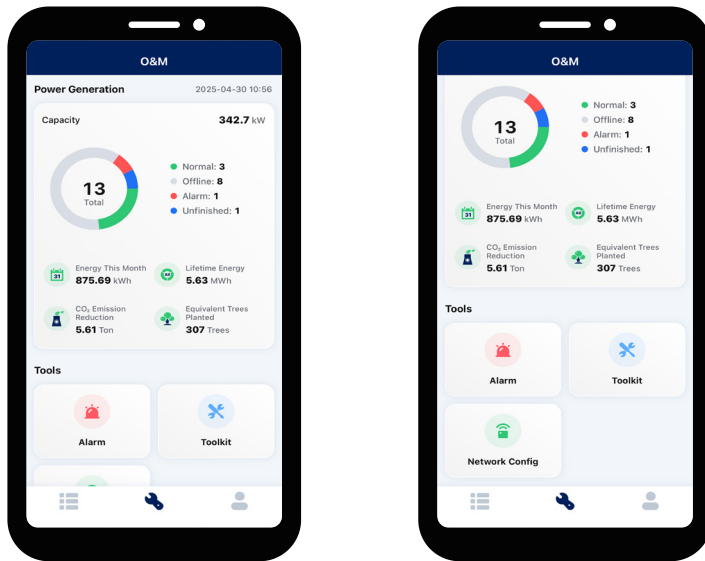 O&M
Power Generation 2025-04-30 10:56
Capacity 342.7 kW
13
Total
Normal: 3
Offline: 8
Alarm: 1
Unfinished: 1
31
Energy This Month
875.69 kWh
Lifetime Energy
5.63 MWh
CO₂ Emission
Reduction
5.61 Ton
Equivalent Trees
Planted
307 Trees
Tools
Alarm
Toolkit
O&M
13
Total
Normal: 3
Offline: 8
Alarm: 1
Unfinished: 1
31
Energy This Month
875.69 kWh
Lifetime Energy
5.63 MWh
CO₂ Emission
Reduction
5.61 Ton
Equivalent Trees
Planted
307 Trees
Tools
Alarm
Toolkit
Network Config